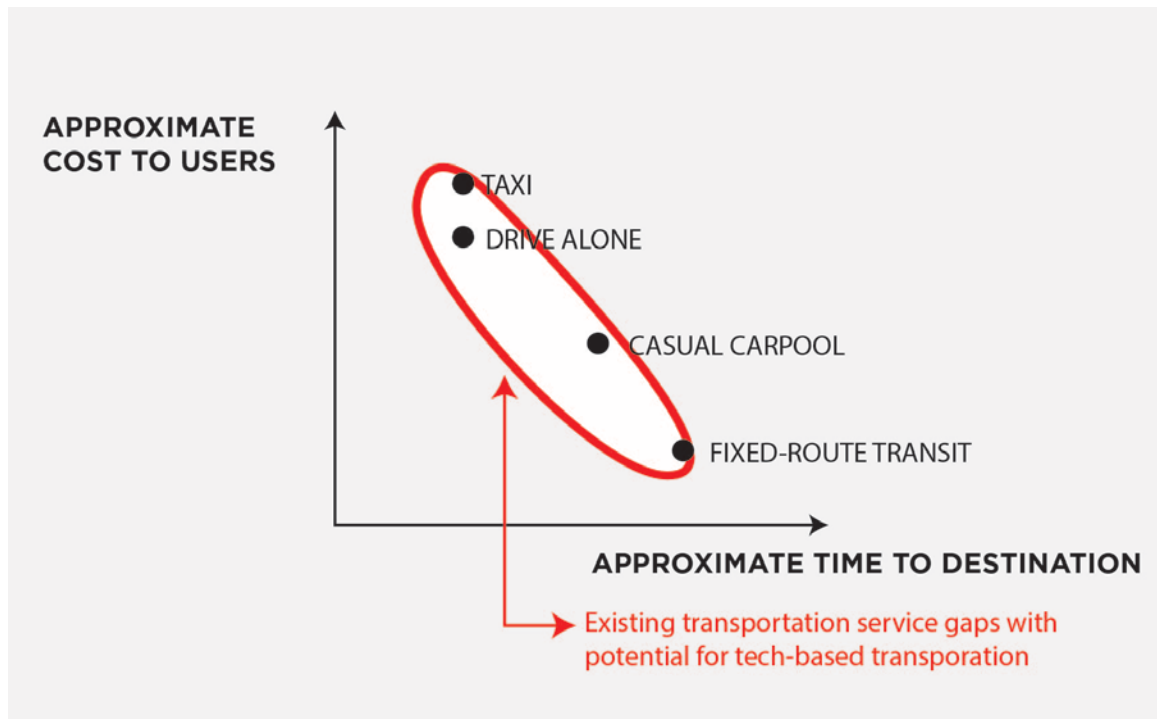 APPROXIMATE
COST TO USERS
TAXI
DRIVE ALONE
CASUAL CARPOOL
FIXED-ROUTE TRANSIT
APPROXIMATE TIME TO DESTINATION
Existing transportation service gaps with
potential for tech-based transporation